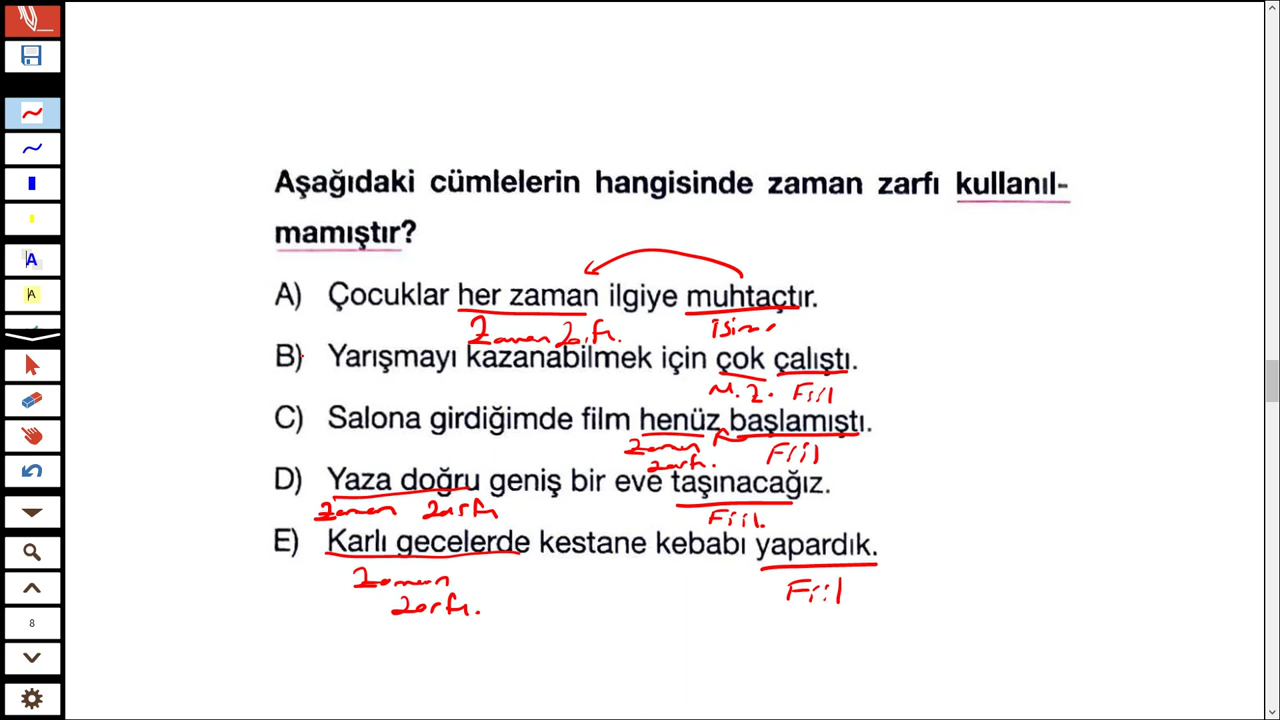 Aşağıdaki cümlelerin hangisinde zaman zarfı kullanıl-
mamıştır?
A) Çocuklar her zaman ilgiye muhtaçtır.
Zaman Zarfı. isim.
B) Yarışmayı kazanabilmek için çok çalıştı.
M.Z. Fiil
C) Salona girdiğimde film henüz başlamıştı.
Zaman Fiil
zarfı.
D) Yaza doğru geniş bir eve taşınacağız.
Zaman Zarfı Fiil.
E) Karlı gecelerde kestane kebabı yapardık.
Zaman Fiil
Zarfı.
A
A
8